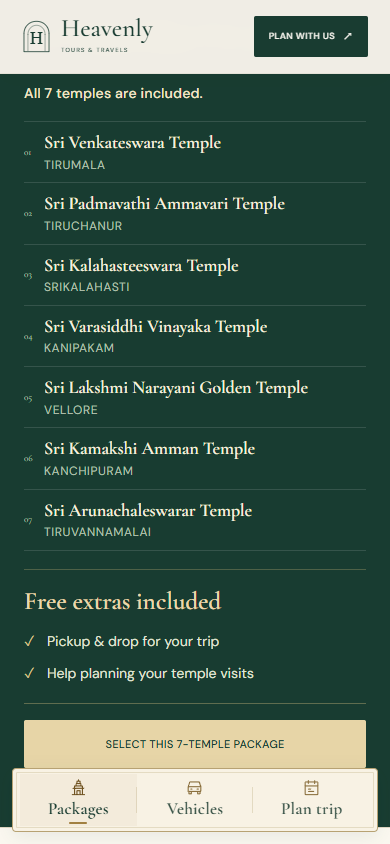 H Heavenly
TOURS & TRAVELS
PLAN WITH US ↗
All 7 temples are included.
01 Sri Venkateswara Temple
TIRUMALA
02 Sri Padmavathi Ammavari Temple
TIRUCHANUR
03 Sri Kalahasteeswara Temple
SRIKALAHASTI
04 Sri Varasiddhi Vinayaka Temple
KANIPAKAM
05 Sri Lakshmi Narayani Golden Temple
VELLORE
06 Sri Kamakshi Amman Temple
KANCHIPURAM
07 Sri Arunachaleswarar Temple
TIRUVANNAMALAI
Free extras included
✓ Pickup & drop for your trip
✓ Help planning your temple visits
SELECT THIS 7-TEMPLE PACKAGE
Packages Vehicles Plan trip